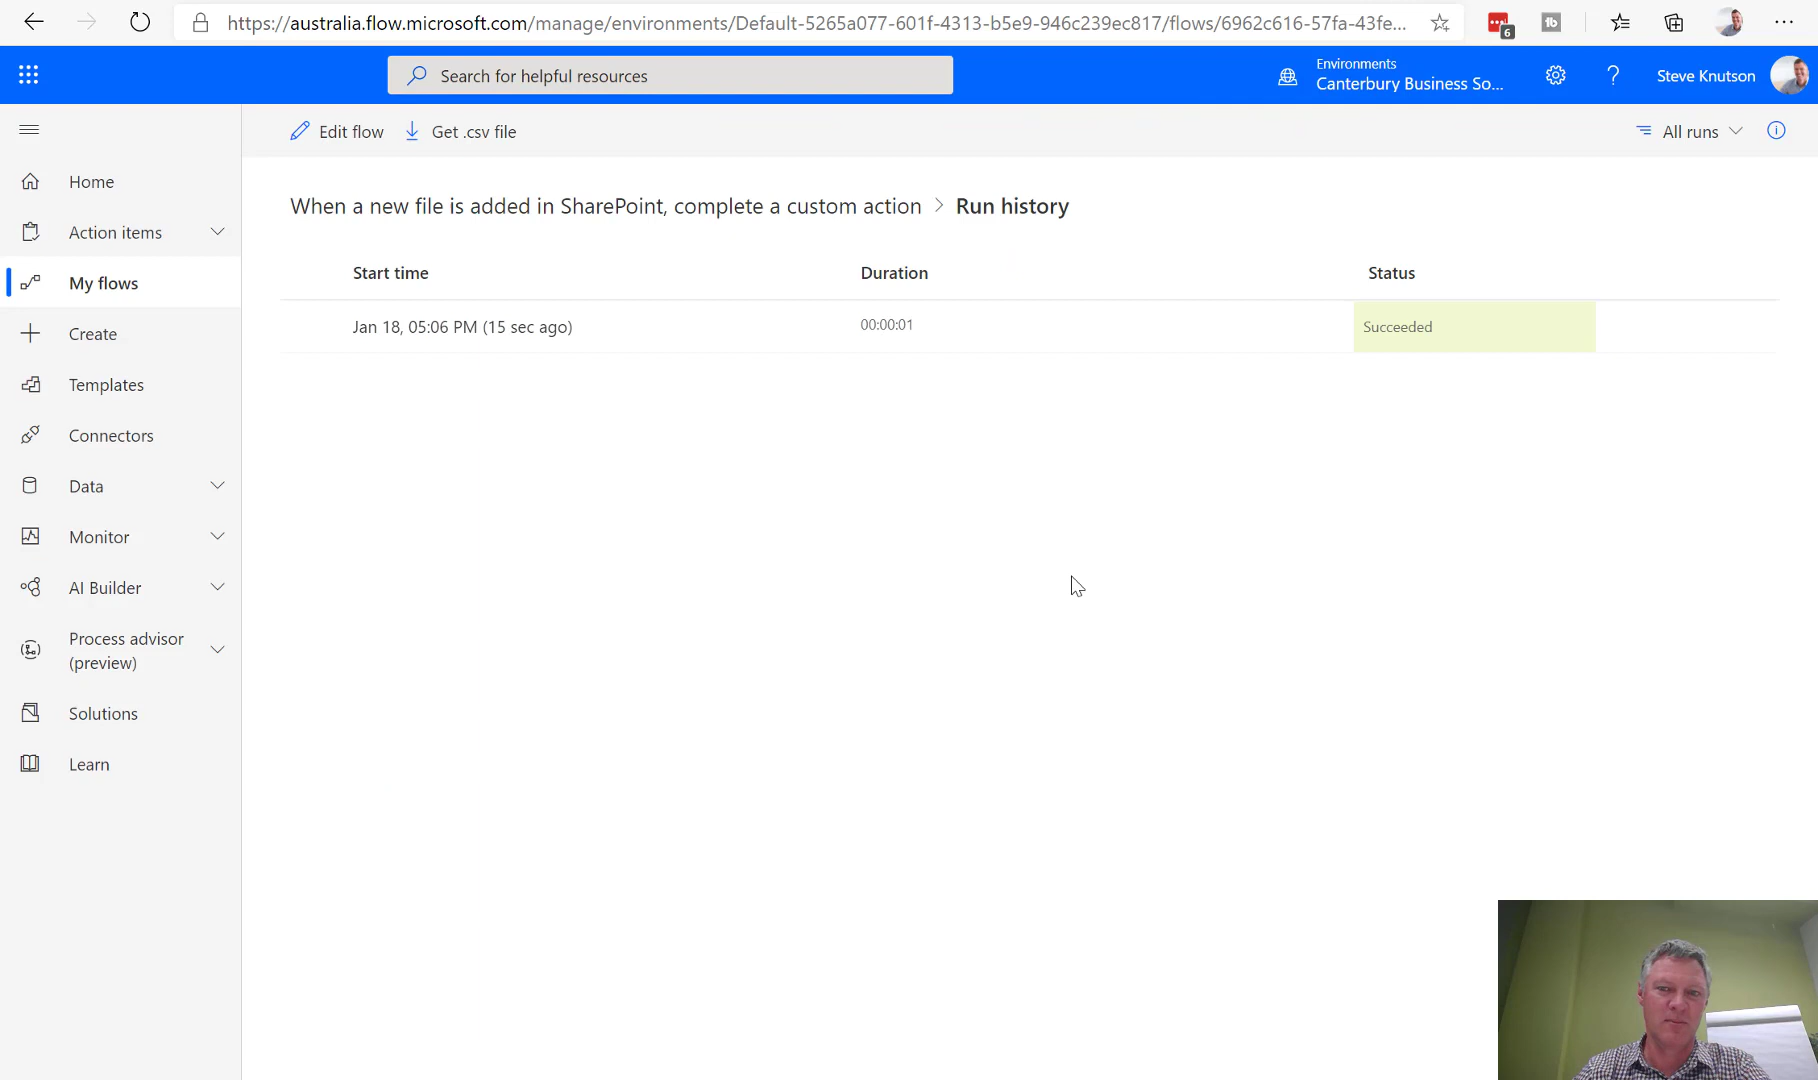 https://australia.flow.microsoft.com/manage/environments/Default-5265a077-601f-4313-b5e9-946c239ec817/flows/6962c616-57fa-43fe...
6
Search for helpful resources
Environments
Canterbury Business So...
?
Steve Knutson
Edit flow
Get .csv file
All runs
Home
Action items
My flows
Create
Templates
Connectors
Data
Monitor
AI Builder
Process advisor
(preview)
Solutions
Learn
When a new file is added in SharePoint, complete a custom action > Run history
Start time
Duration
Status
Jan 18, 05:06 PM (15 sec ago)
00:00:01
Succeeded